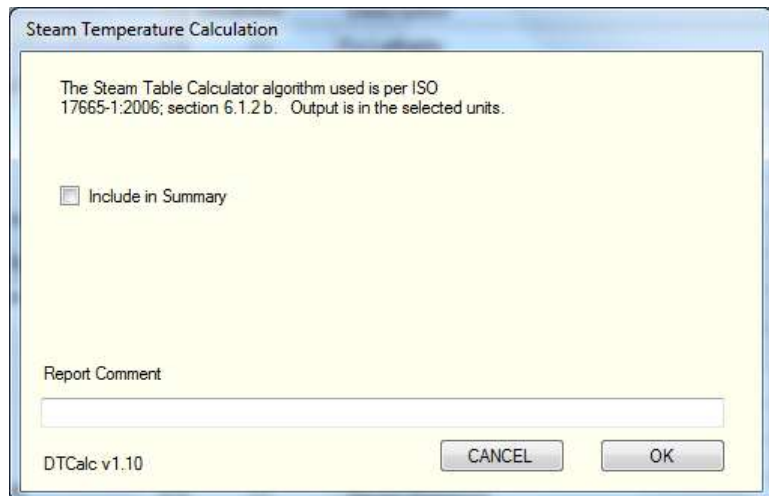 Steam Temperature Calculation
The Steam Table Calculator algorithm used is per ISO
17665-1:2006; section 6.1.2 b. Output is in the selected units.
Include in Summary
Report Comment
DTCalc v1.10
CANCEL
OK